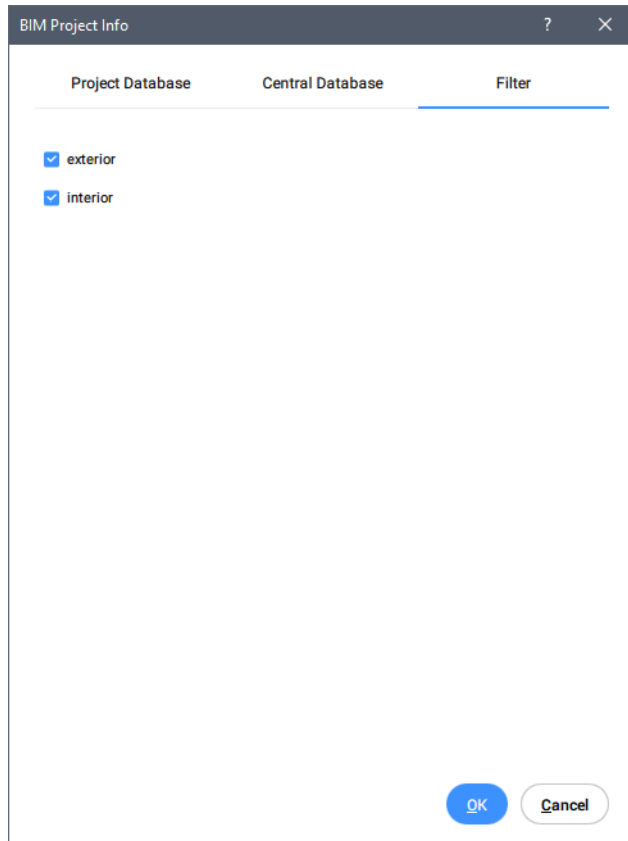 BIM Project Info ?
Project Database Central Database Filter
exterior
interior
OK Cancel